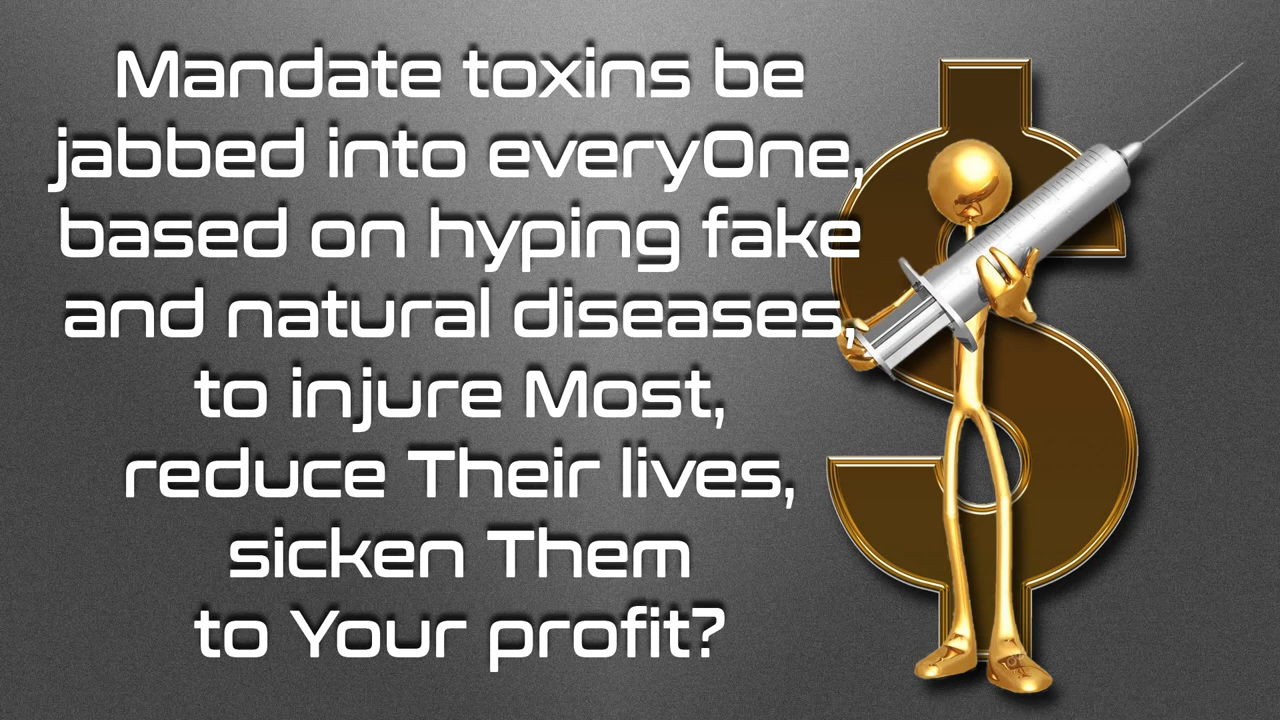 Mandate toxins be
jabbed into everyOne,
based on hyping fake
and natural diseases,
to injure Most,
reduce Their lives,
sicken Them
to Your profit?